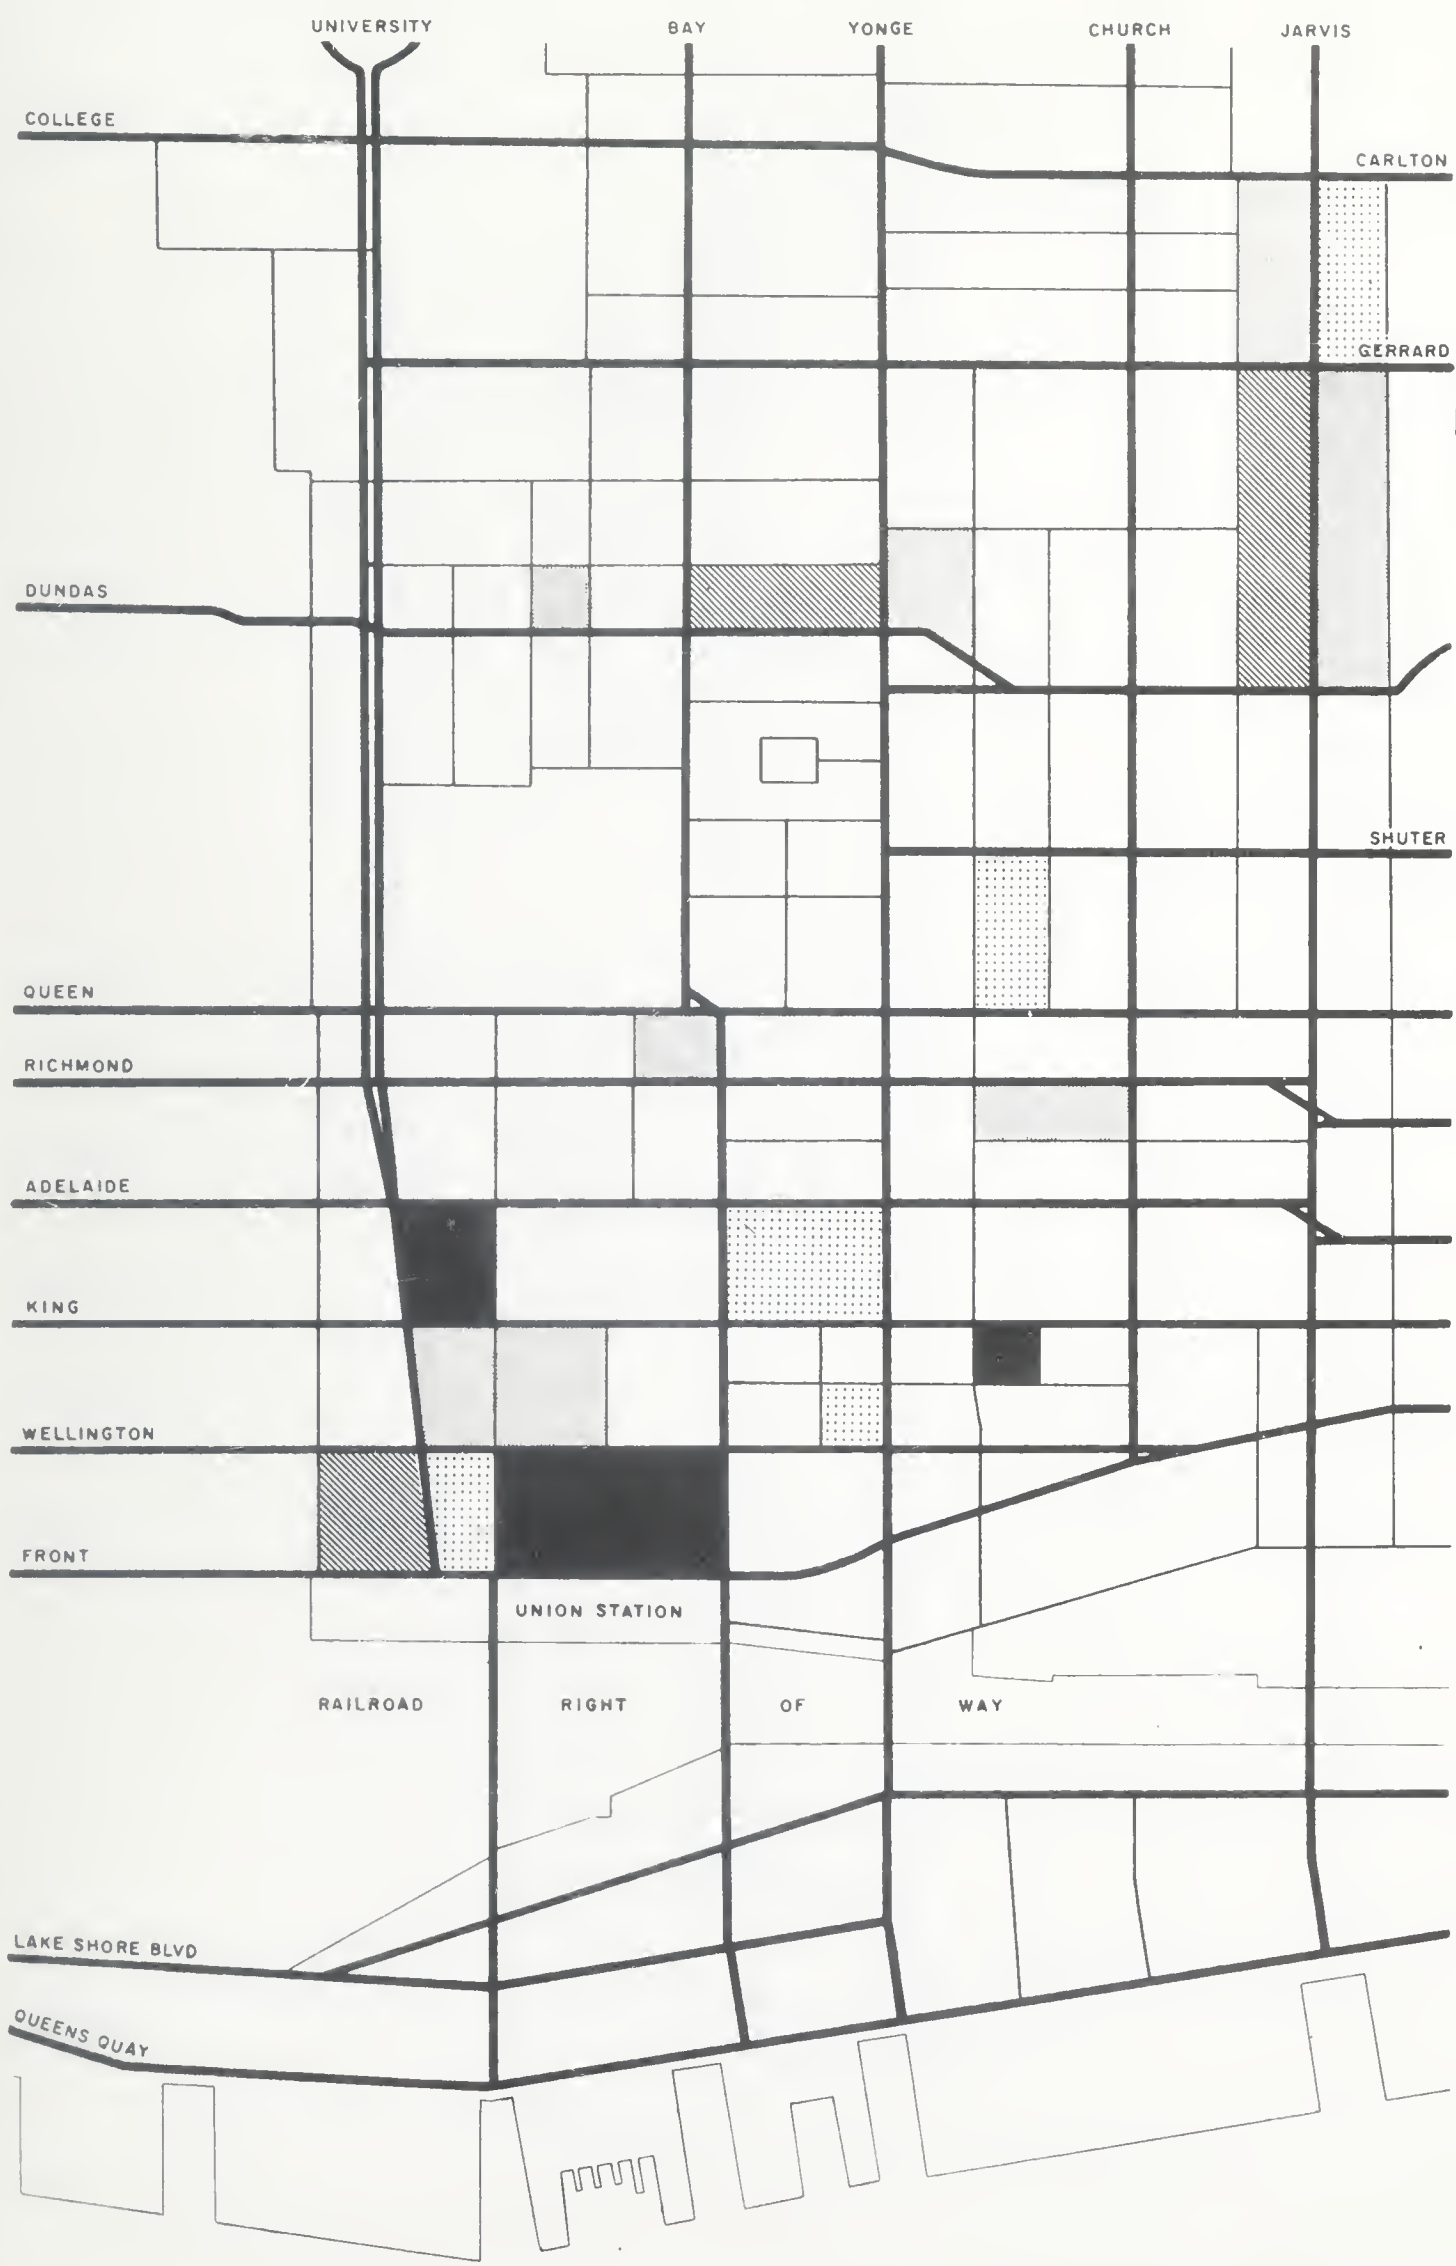 UNIVERSITY
BAY
YONGE
CHURCH
JARVIS
COLLEGE
CARLTON
GERRARD
DUNDAS
SHUTER
QUEEN
RICHMOND
ADELAIDE
KING
WELLINGTON
FRONT
UNION STATION
RAILROAD RIGHT OF WAY
LAKE SHORE BLVD
QUEENS QUAY